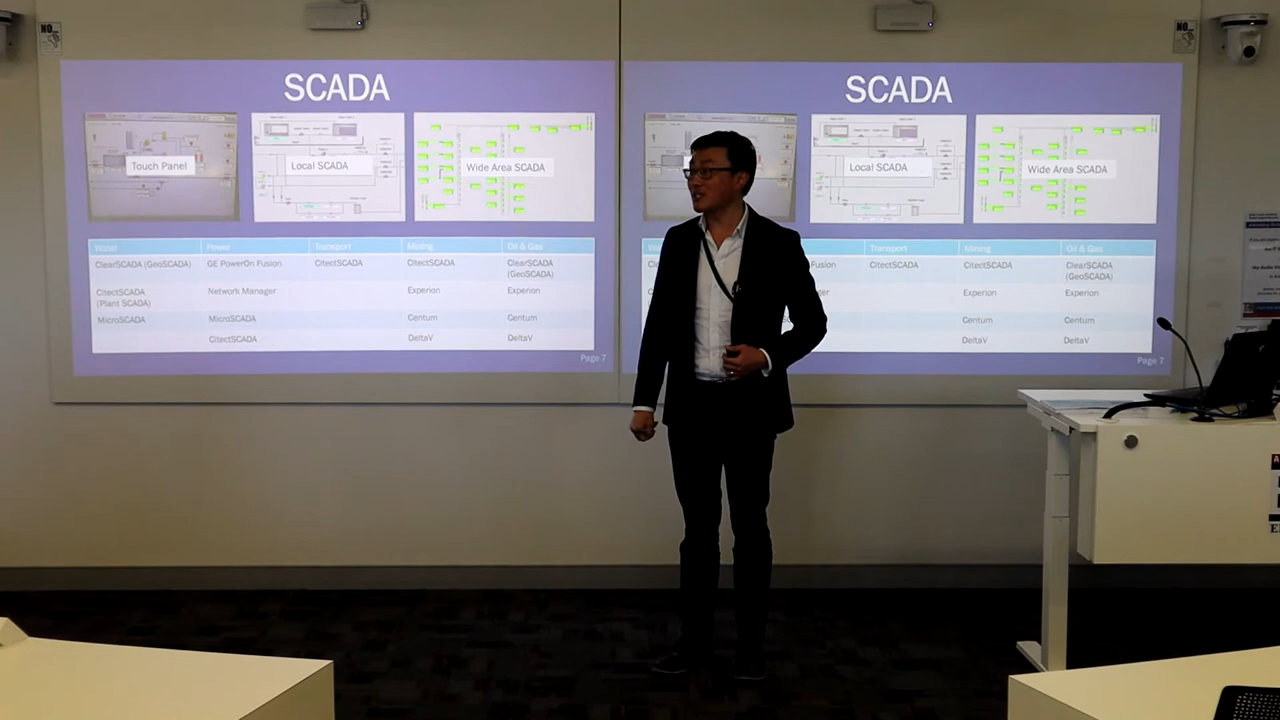 NO
NO
SCADA
Touch Panel
Local SCADA
Wide Area SCADA
Water Power Transport Mining Oil & Gas
ClearSCADA (GeoSCADA) GE PowerOn Fusion CitectSCADA CitectSCADA ClearSCADA
(GeoSCADA)
CitectSCADA
(Plant SCADA) Network Manager Experion Experion
MicroSCADA MicroSCADA Centum Centum
CitectSCADA DeltaV DeltaV
Page 7
SCADA
Local SCADA
Wide Area SCADA
Transport Mining Oil & Gas
Fusion CitectSCADA CitectSCADA ClearSCADA
(GeoSCADA)
Experion Experion
Centum Centum
DeltaV DeltaV
Page 7